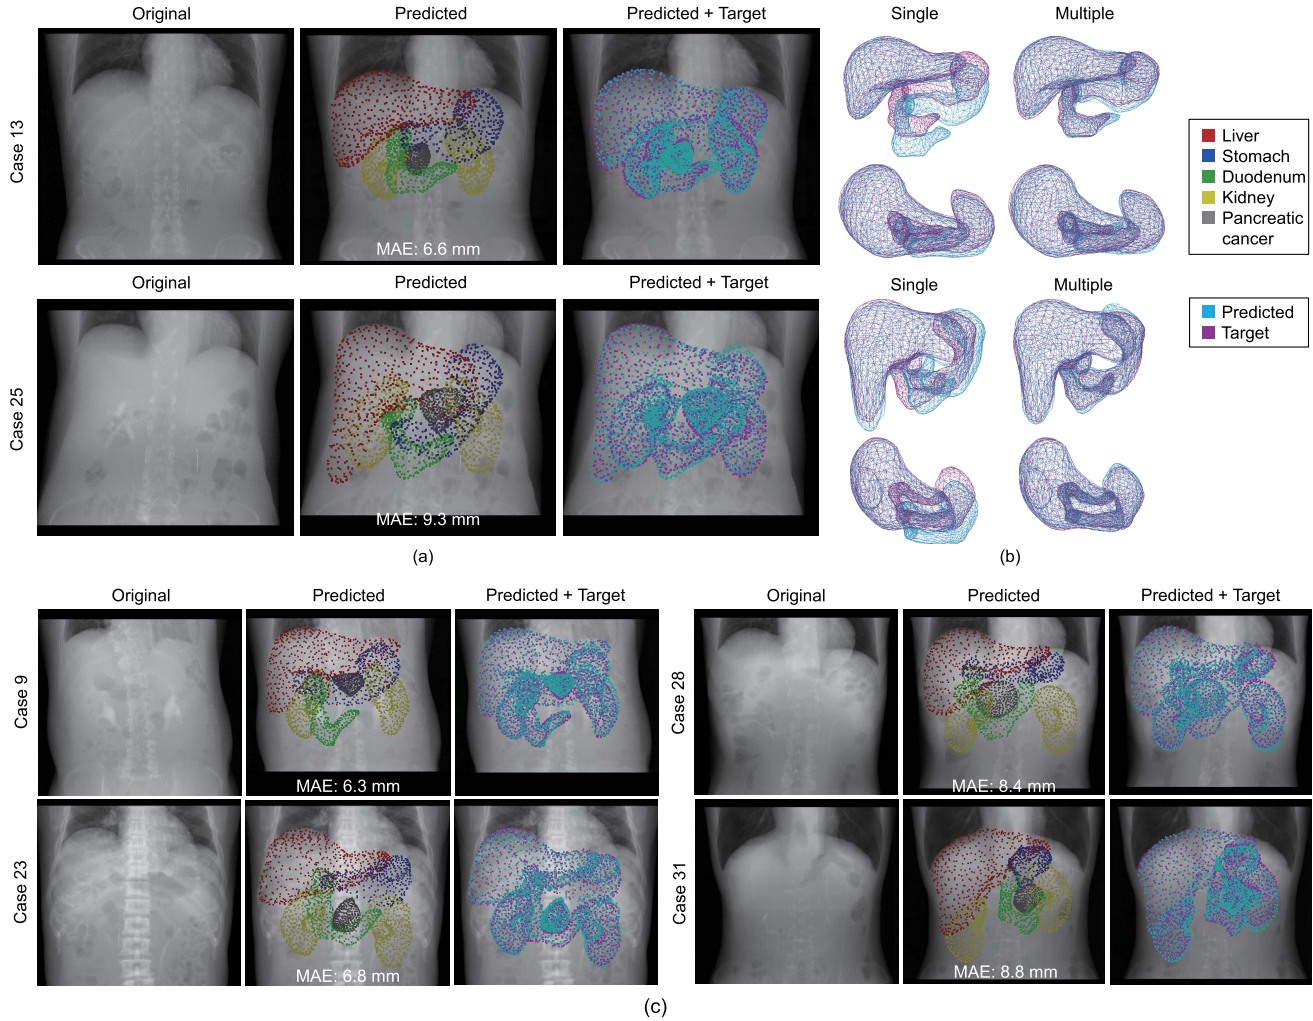 Original Predicted Predicted + Target Single Multiple
Case 13
MAE: 6.6 mm
Liver
Stomach
Duodenum
Kidney
Pancreatic
cancer
Original Predicted Predicted + Target Single Multiple
Case 25
MAE: 9.3 mm
Predicted
Target
(a) (b)
Original Predicted Predicted + Target
Case 9
MAE: 6.3 mm
Case 23
MAE: 6.8 mm
Original Predicted Predicted + Target
Case 28
MAE: 8.4 mm
Case 31
MAE: 8.8 mm
(c)